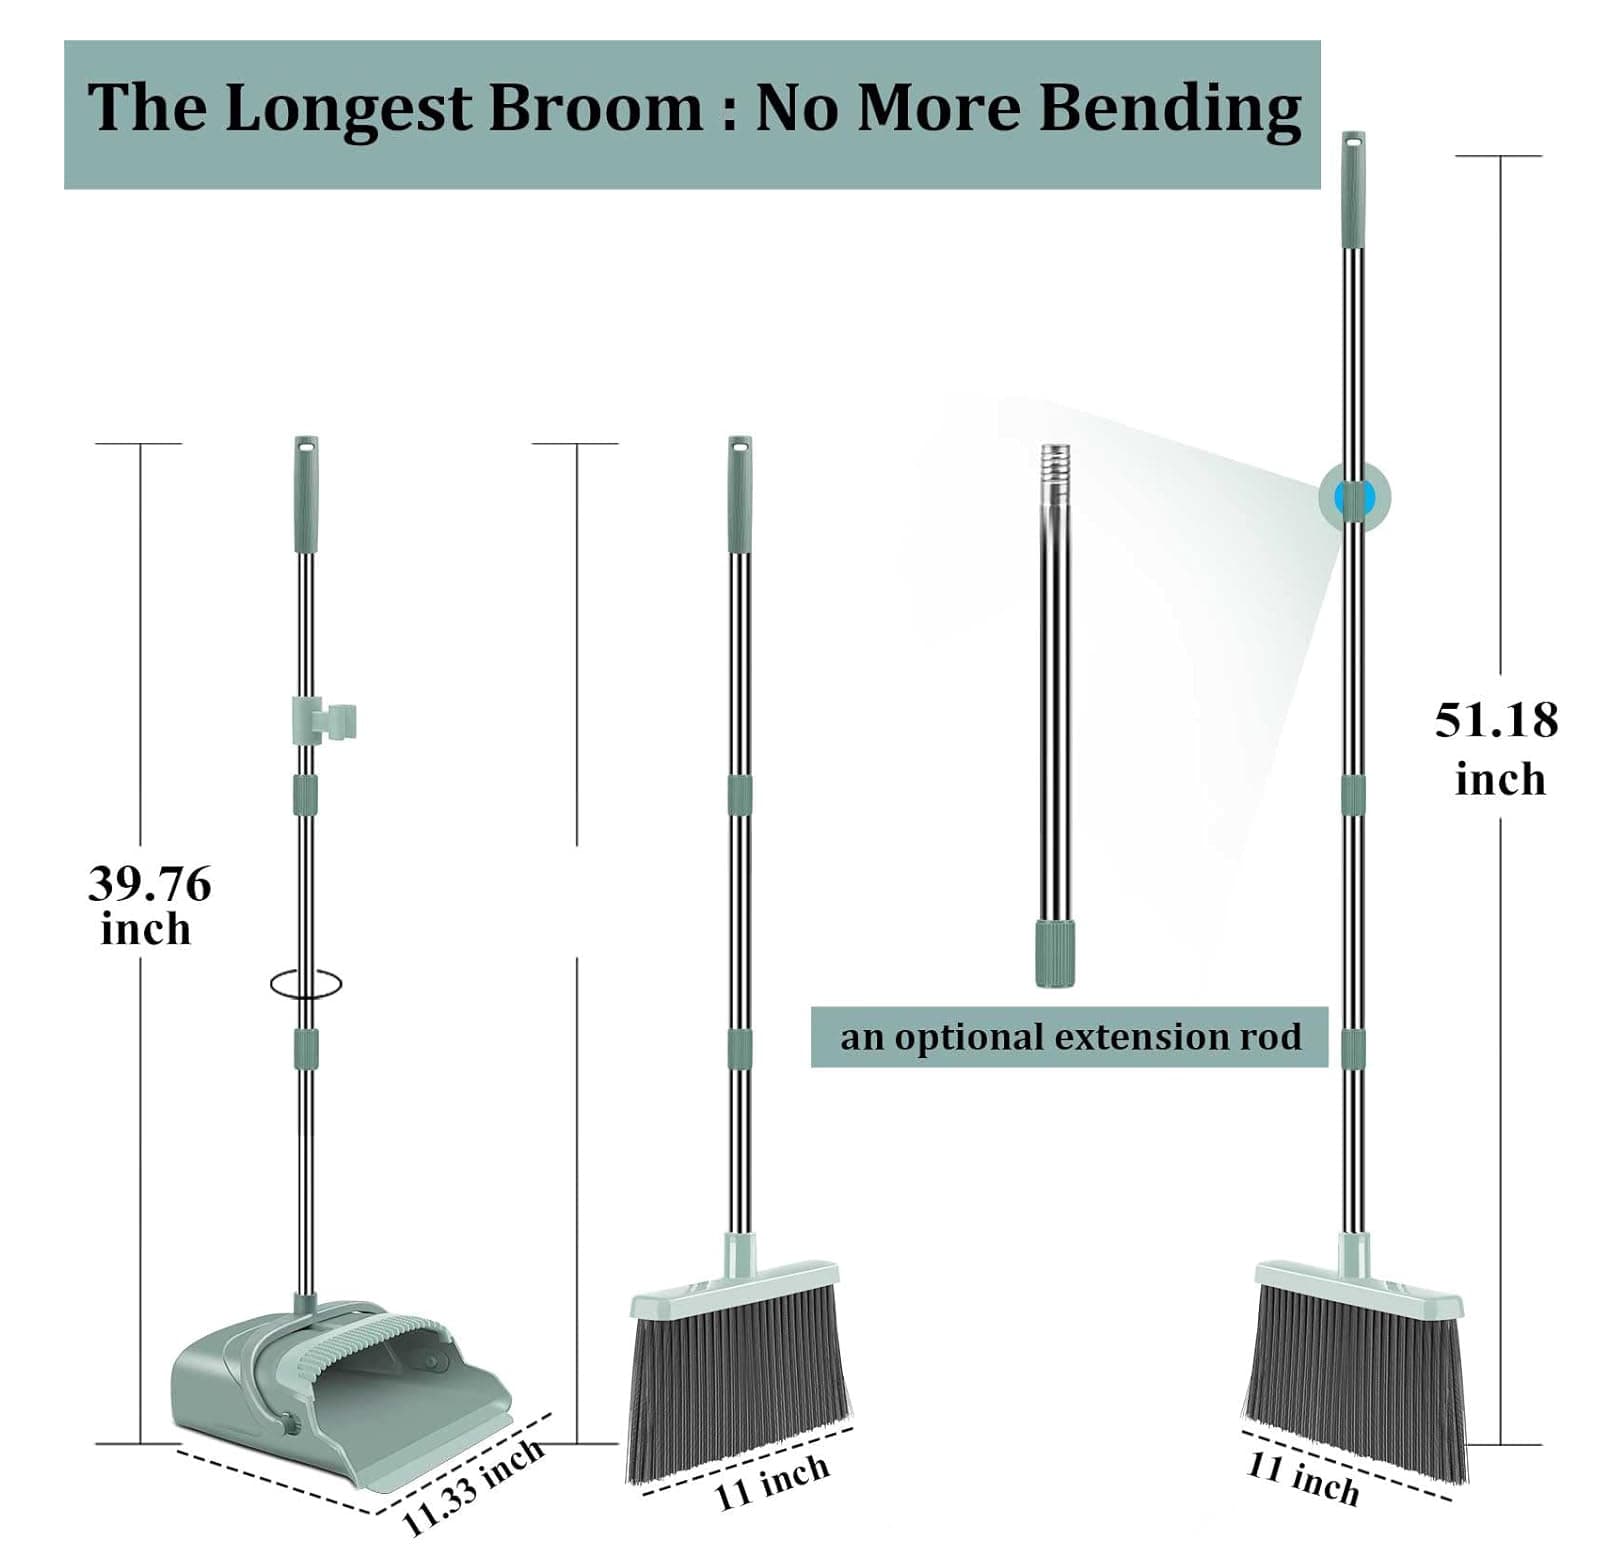 The Longest Broom : No More Bending
39.76
inch
51.18
inch
an optional extension rod
11.33 inch
11 inch
11 inch